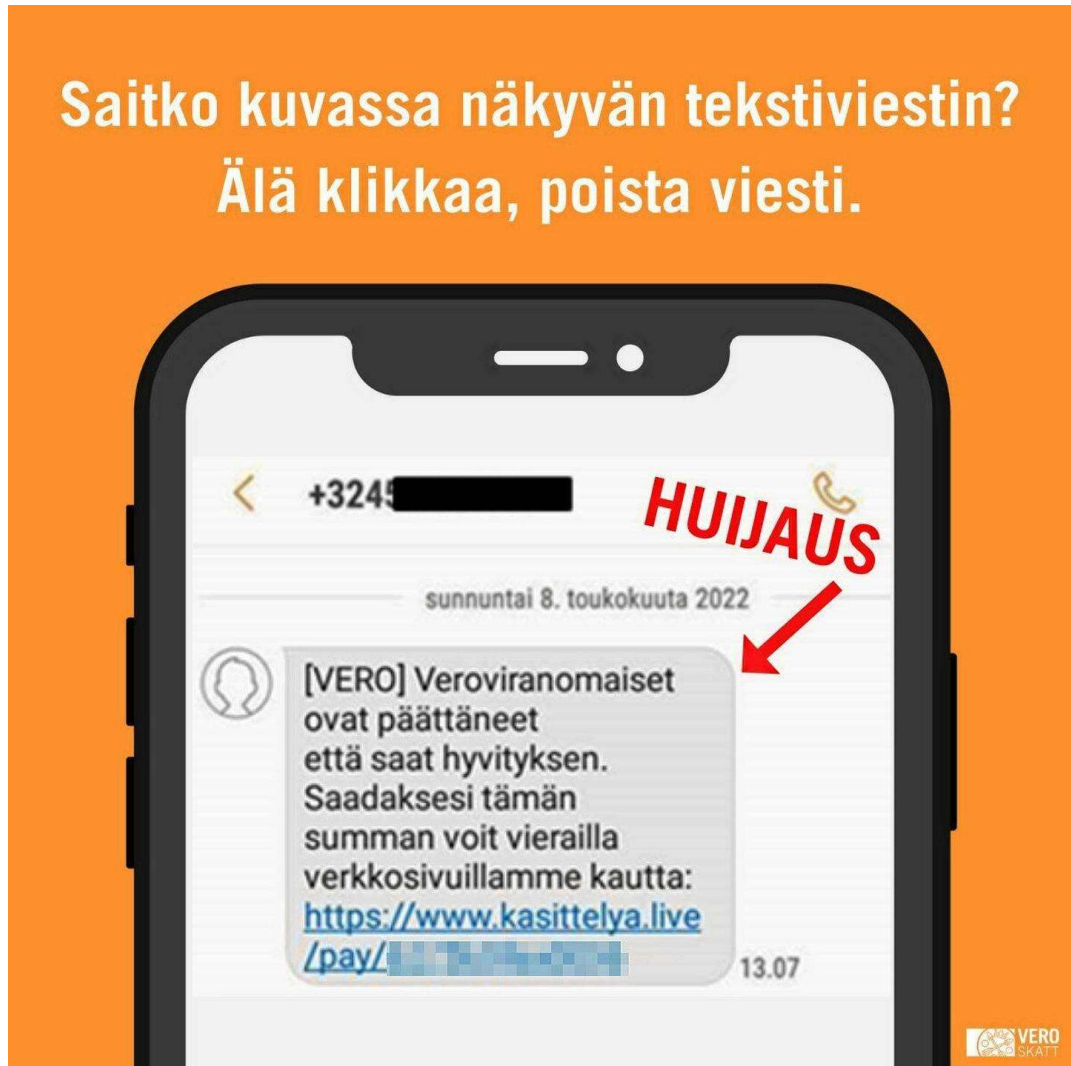 Saitko kuvassa näkyvän tekstiviestin?
Älä klikkaa, poista viesti.
+324
HUIJAUS
sunnuntai 8. toukokuuta 2022
[VERO] Veroviranomaiset
ovat päättäneet
että saat hyvityksen.
Saadaksesi tämän
summan voit vierailla
verkkosivuillamme kautta:
https://www.kasittelya.live
/pay/
13.07
VERO
SKATT